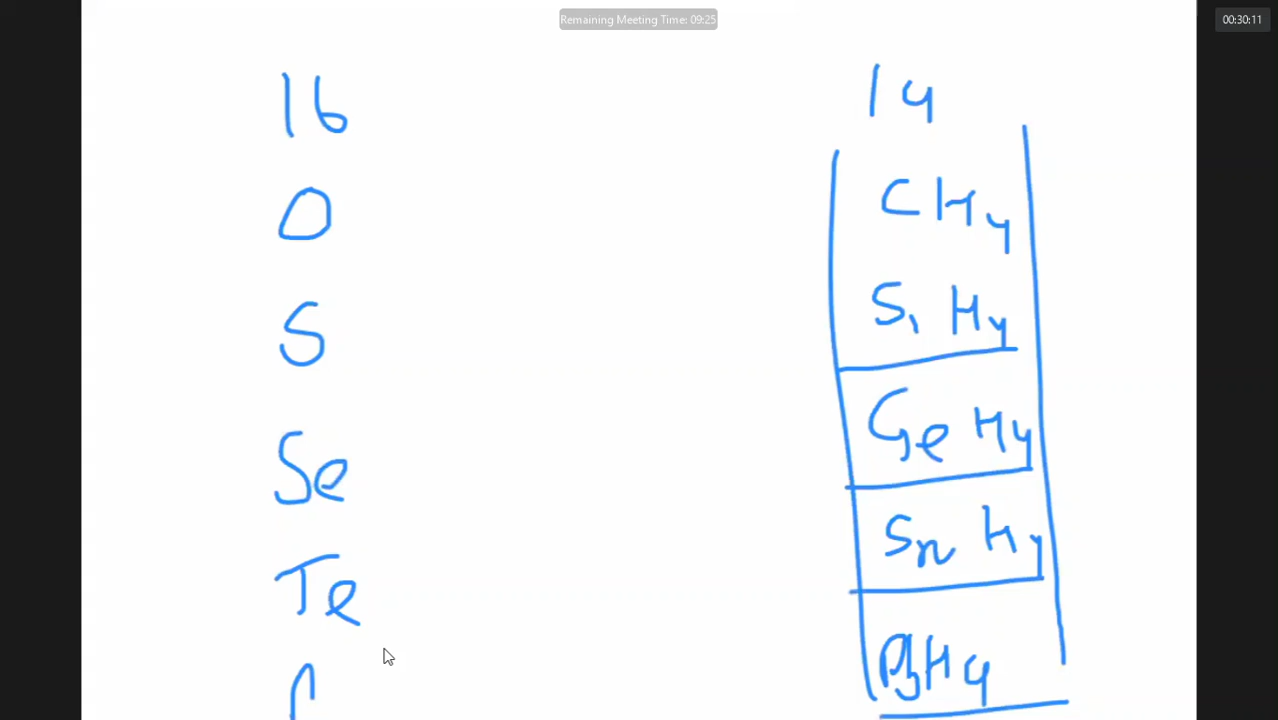 Remaining Meeting Time: 09:25
00:30:11
16
O
S
Se
Te
14
CH4
SiH4
GeH4
SnH4
PbH4